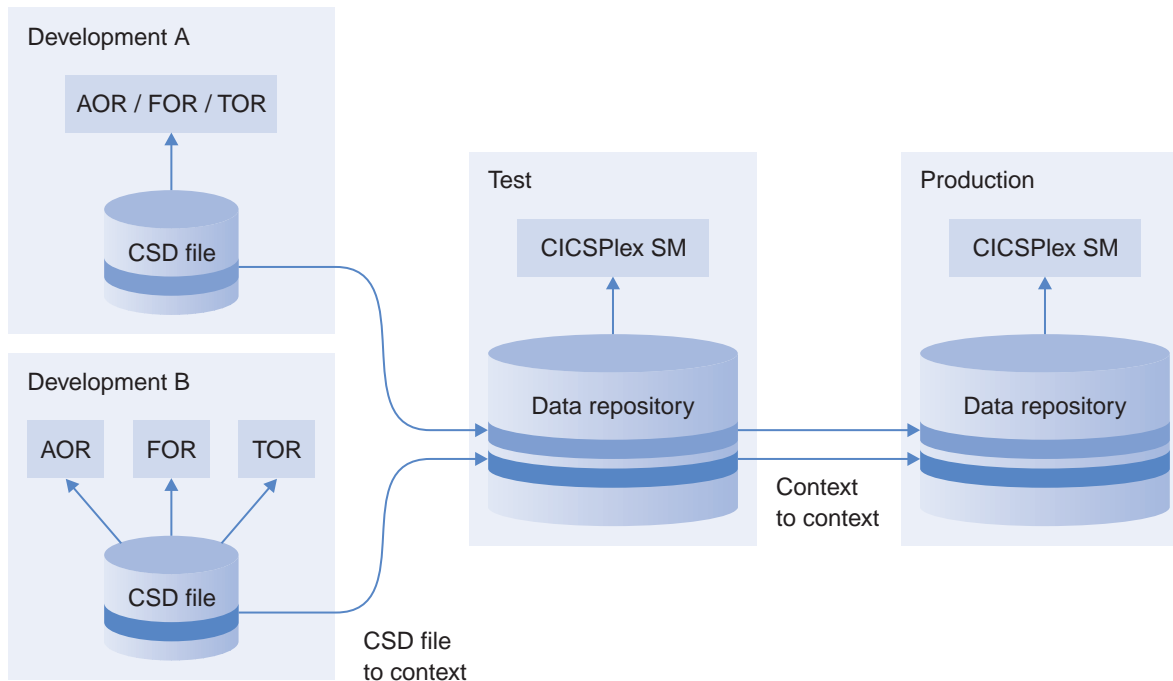 Development A
AOR / FOR / TOR
CSD file
Development B
AOR
FOR
TOR
CSD file
CSD file
to context
Test
CICSPlex SM
Data repository
Context
to context
Production
CICSPlex SM
Data repository